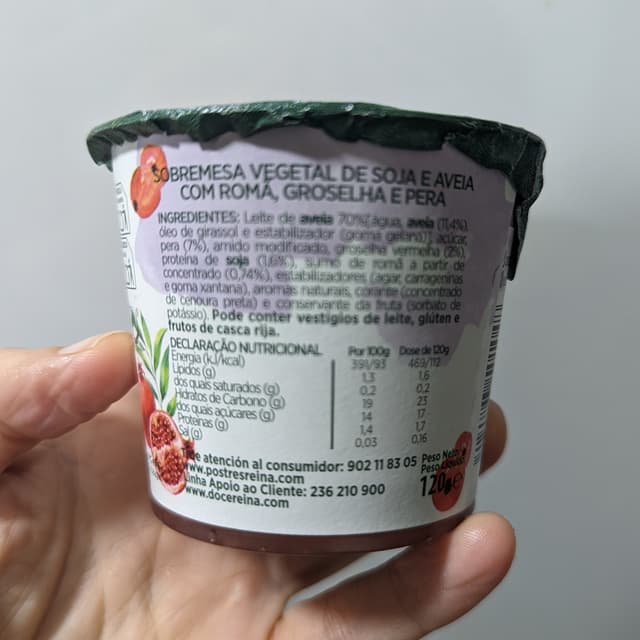 SOBREMESA VEGETAL DE SOJA E AVEIA
COM ROMÃ, GROSELHA E PERA
INGREDIENTES: Leite de aveia 70% (água, aveia (11,4%),
óleo de girassol e estabilizador (goma gelana)), açúcar,
pera (7%), amido modificado, groselha vermelha (2%),
proteína de soja (1,6%), sumo de romã a partir de
concentrado (0,74%), estabilizadores (agar, carrageninas
e goma xantana), aromas naturais, corante (concentrado
de cenoura preta) e conservante da fruta (sorbato de
potássio). Pode conter vestígios de leite, glúten e
frutos de casca rija.
DECLARAÇÃO NUTRICIONAL Por 100g Dose de 120g
Energia (kJ/kcal) 391/93 469/112
Lípidos (g) 1,3 1,6
dos quais saturados (g) 0,2 0,2
Hidratos de Carbono (g) 19 23
dos quais açúcares (g) 14 17
Proteínas (g) 1,4 1,7
Sal (g) 0,03 0,16
de atención al consumidor: 902 11 83 05
www.postresreina.com
Linha Apoio ao Cliente: 236 210 900
www.docereina.com
Peso Neto
Peso
120g e